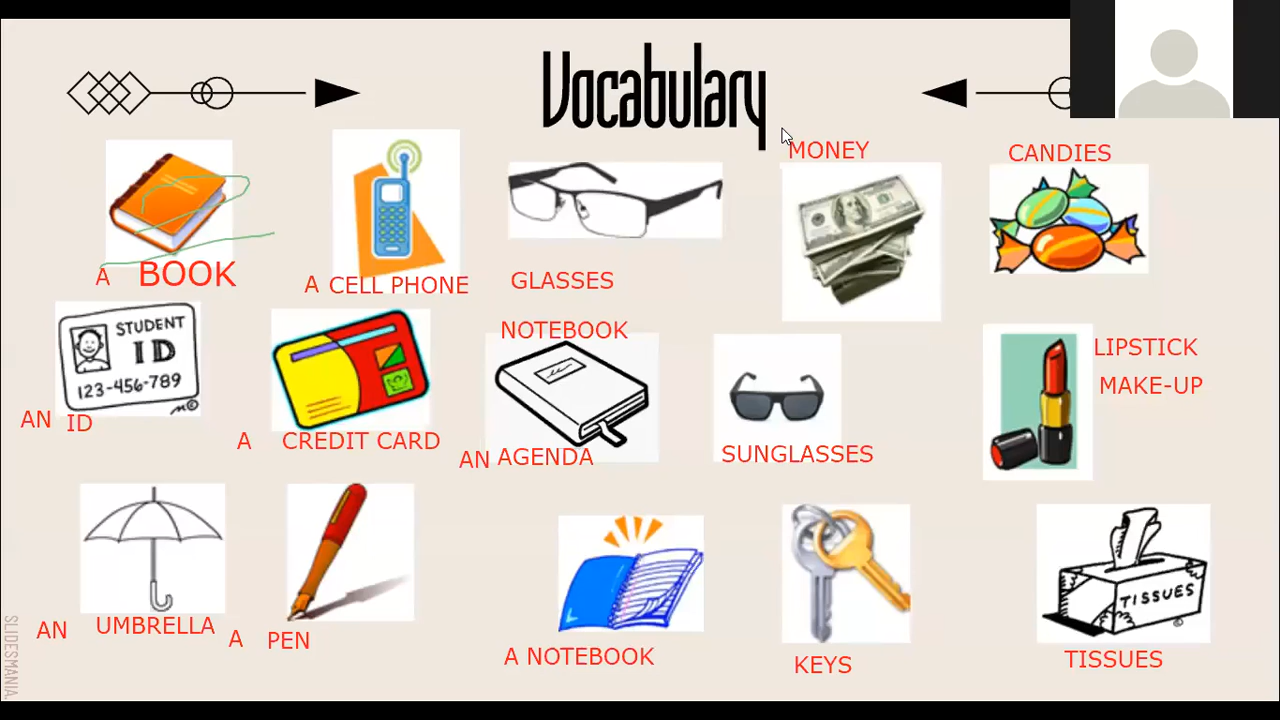 Vocabulary
MONEY
CANDIES
A BOOK
A CELL PHONE
GLASSES
STUDENT
ID
123-456-789
NOTEBOOK
LIPSTICK
MAKE-UP
AN ID
A CREDIT CARD
AN AGENDA
SUNGLASSES
TISSUES
AN UMBRELLA
A PEN
A NOTEBOOK
KEYS
TISSUES
SLIDESMANIA.